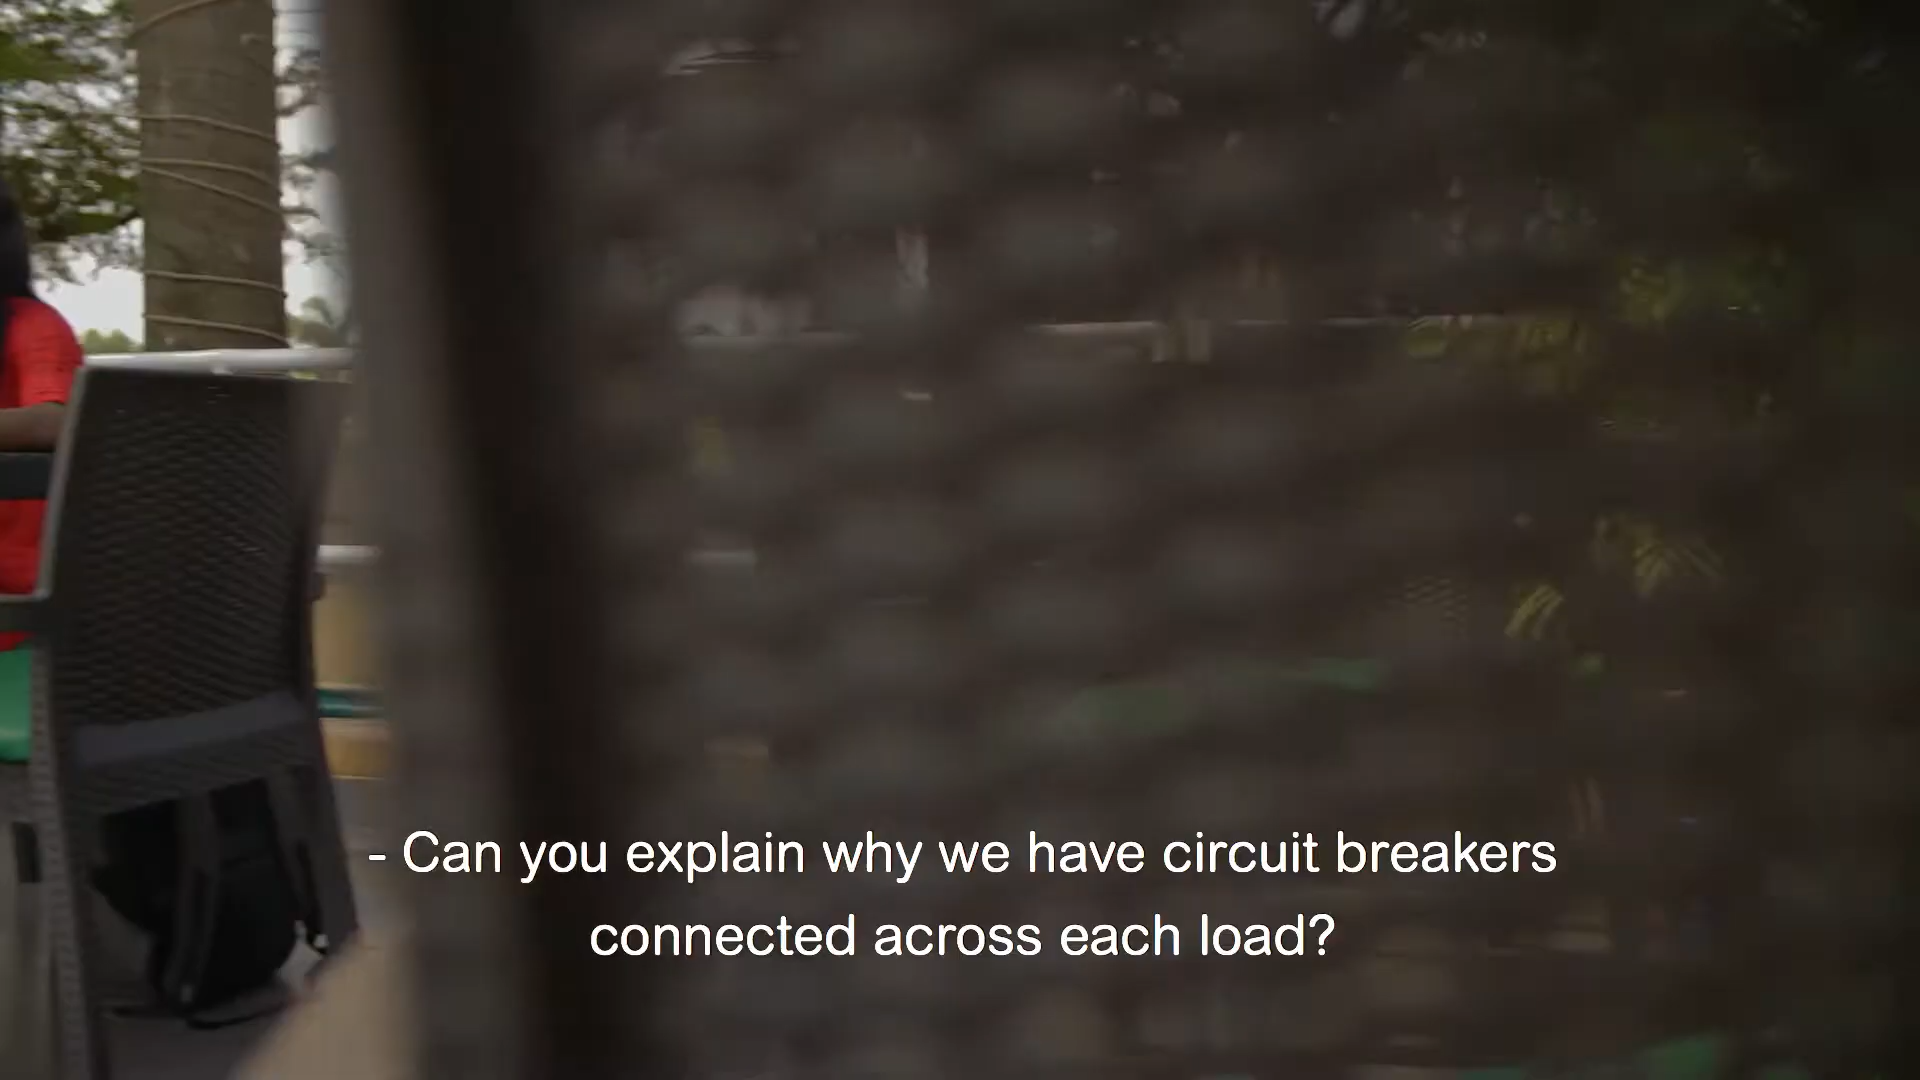 - Can you explain why we have circuit breakers
connected across each load?